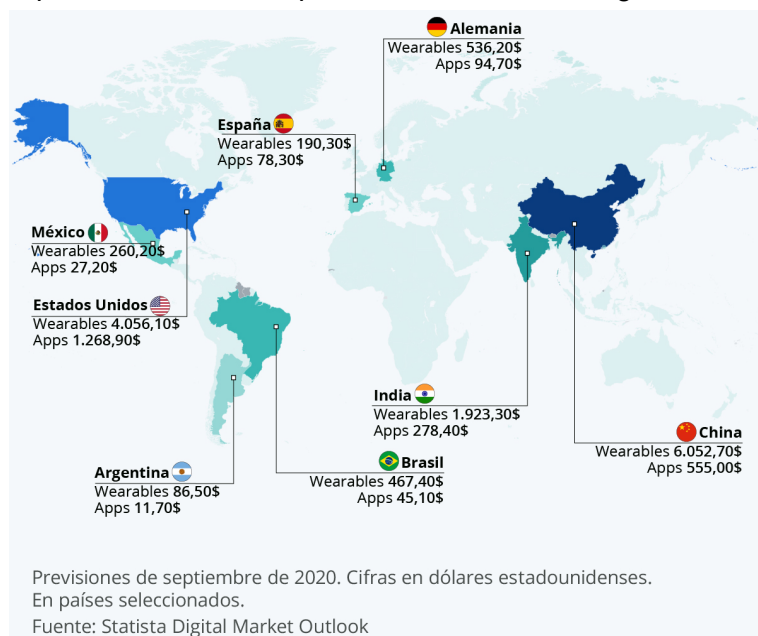 Alemania
Wearables 536,20$
Apps 94,70$
España
Wearables 190,30$
Apps 78,30$
México
Wearables 260,20$
Apps 27,20$
Estados Unidos
Wearables 4.056,10$
Apps 1.268,90$
India
Wearables 1.923,30$
Apps 278,40$
China
Wearables 6.052,70$
Apps 555,00$
Brasil
Wearables 467,40$
Apps 45,10$
Argentina
Wearables 86,50$
Apps 11,70$
Previsiones de septiembre de 2020. Cifras en dólares estadounidenses.
En países seleccionados.
Fuente: Statista Digital Market Outlook